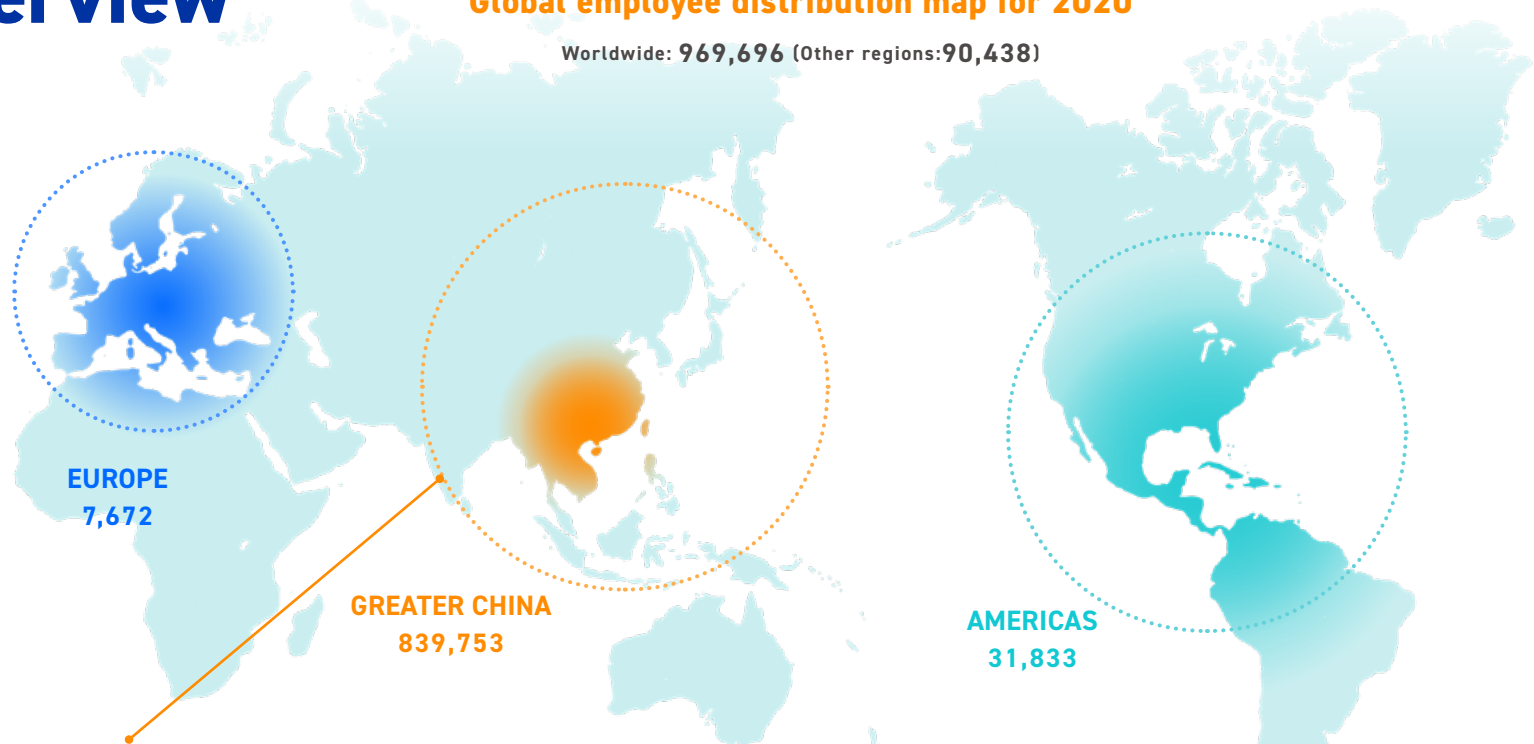 Global employee distribution map for 2020
Worldwide: 969,696 (Other regions:90,438)
EUROPE
7,672
GREATER CHINA
839,753
AMERICAS
31,833